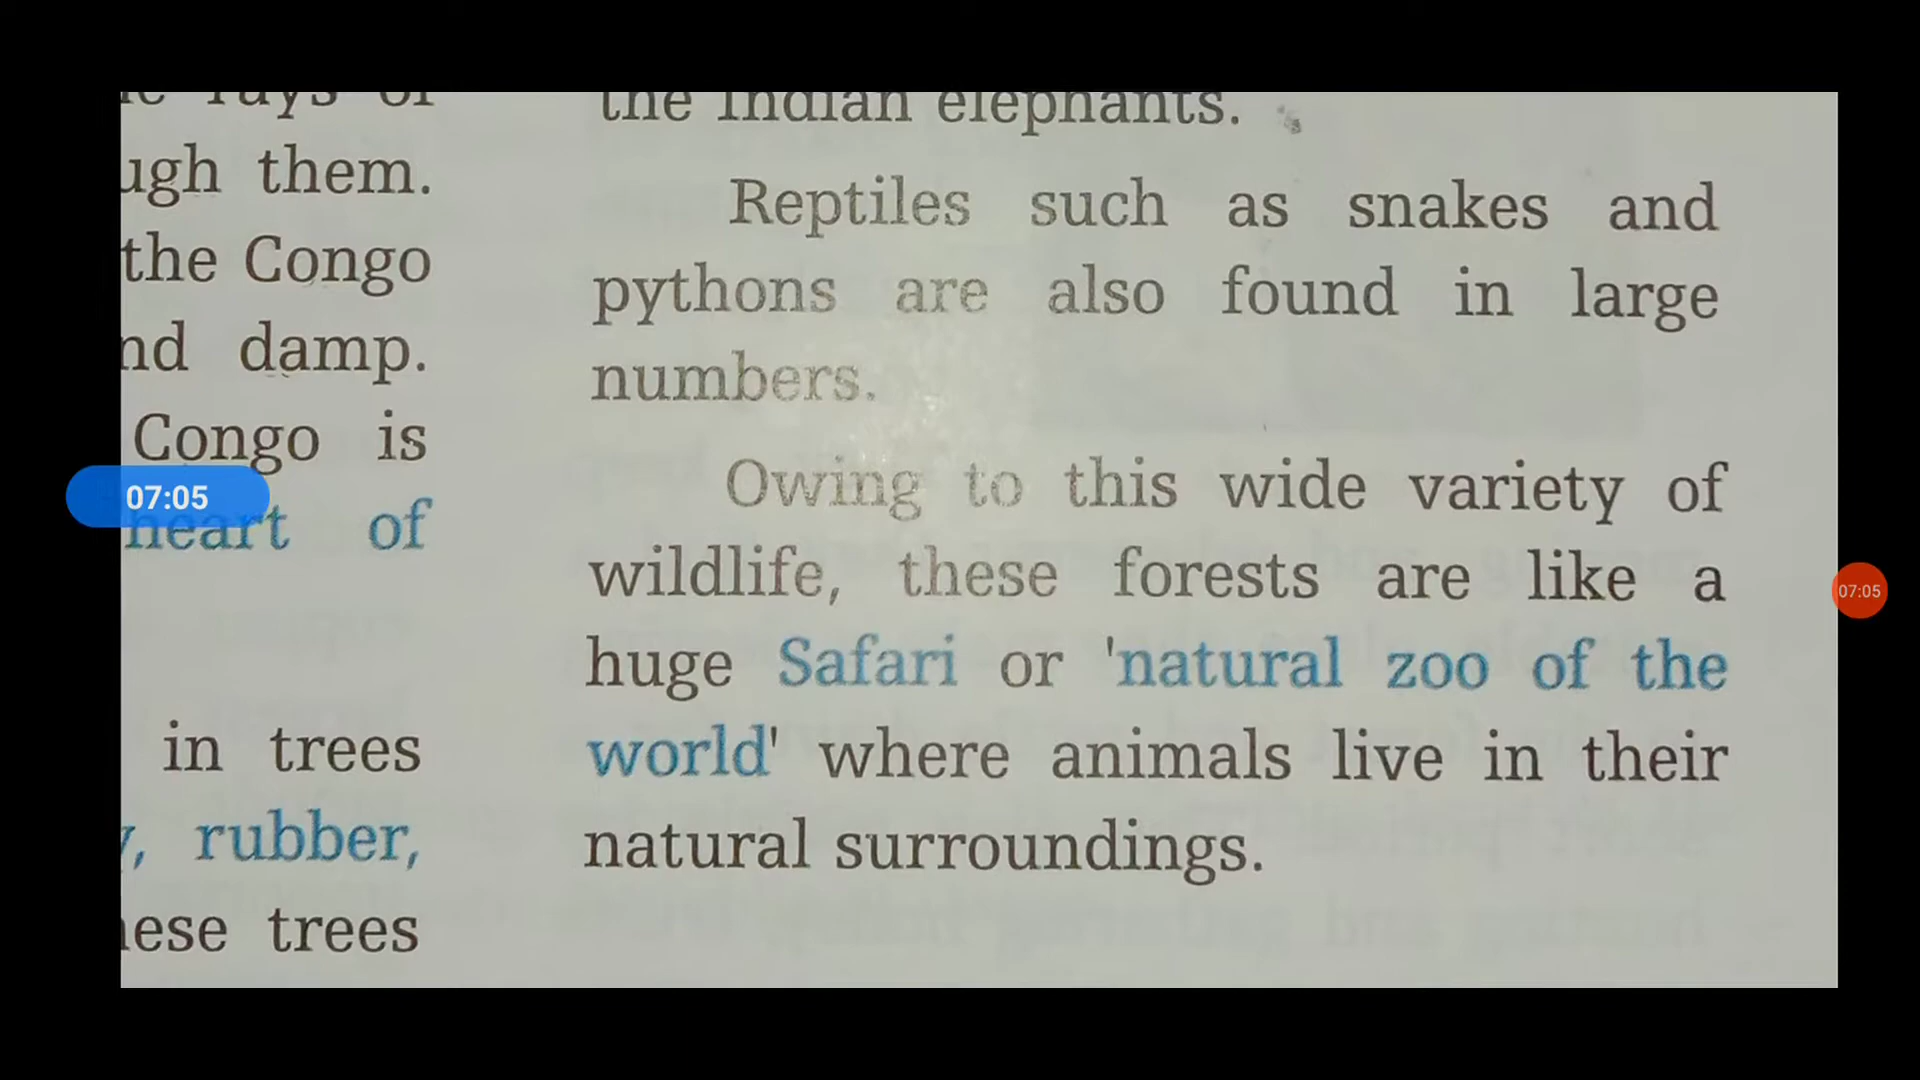 ugh them.
the Congo
nd damp.
Congo is
07:05
heart of
in trees
, rubber,
ese trees
the Indian elephants.
Reptiles such as snakes and
pythons are also found in large
numbers.
Owing to this wide variety of
wildlife, these forests are like a
huge Safari or 'natural zoo of the
world' where animals live in their
natural surroundings.
07:05